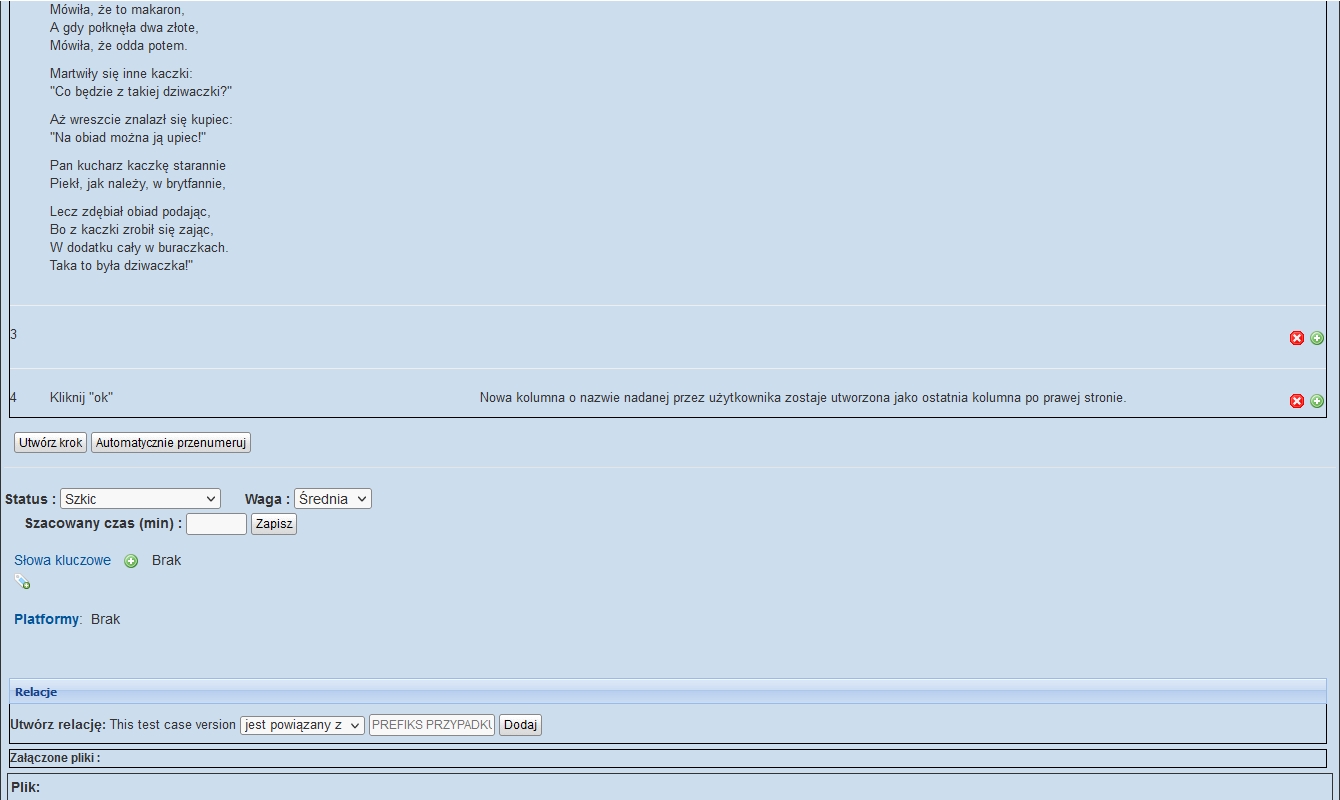 Mówiła, że to makaron,
A gdy połknęła dwa złote,
Mówiła, że odda potem.
Martwiły się inne kaczki:
"Co będzie z takiej dziwaczki?"
Aż wreszcie znalazł się kupiec:
"Na obiad można ją upiec!"
Pan kucharz kaczkę starannie
Piekł, jak należy, w brytfannie,
Lecz zdębiał obiad podając,
Bo z kaczki zrobił się zając,
W dodatku cały w buraczkach.
Taka to była dziwaczka!"
3
4 Kliknij "ok" Nowa kolumna o nazwie nadanej przez użytkownika zostaje utworzona jako ostatnia kolumna po prawej stronie.
Utwórz krok Automatycznie przenumeruj
Status : Szkic Waga : Średnia
Szacowany czas (min) : Zapisz
Słowa kluczowe Brak
Platformy: Brak
Relacje
Utwórz relację: This test case version jest powiązany z PREFIKS PRZYPADKU Dodaj
Załączone pliki :
Plik: